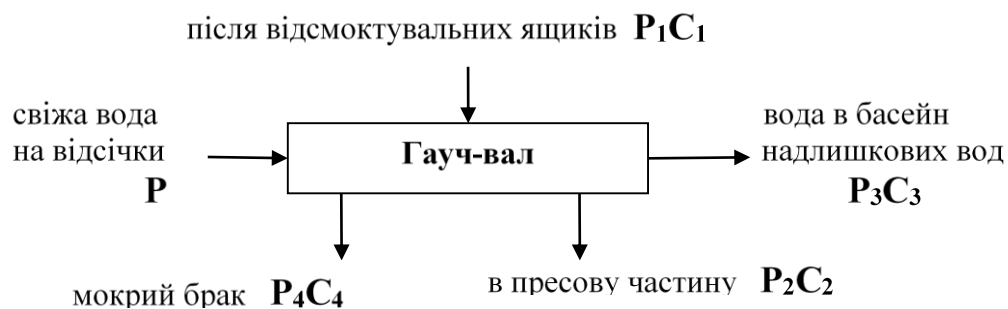 після відсмоктувальних ящиків P₁C₁
свіжа вода
на відсічки
P
Гауч-вал
вода в басейн
надлишкових вод
P₃C₃
мокрий брак P₄C₄
в пресову частину P₂C₂